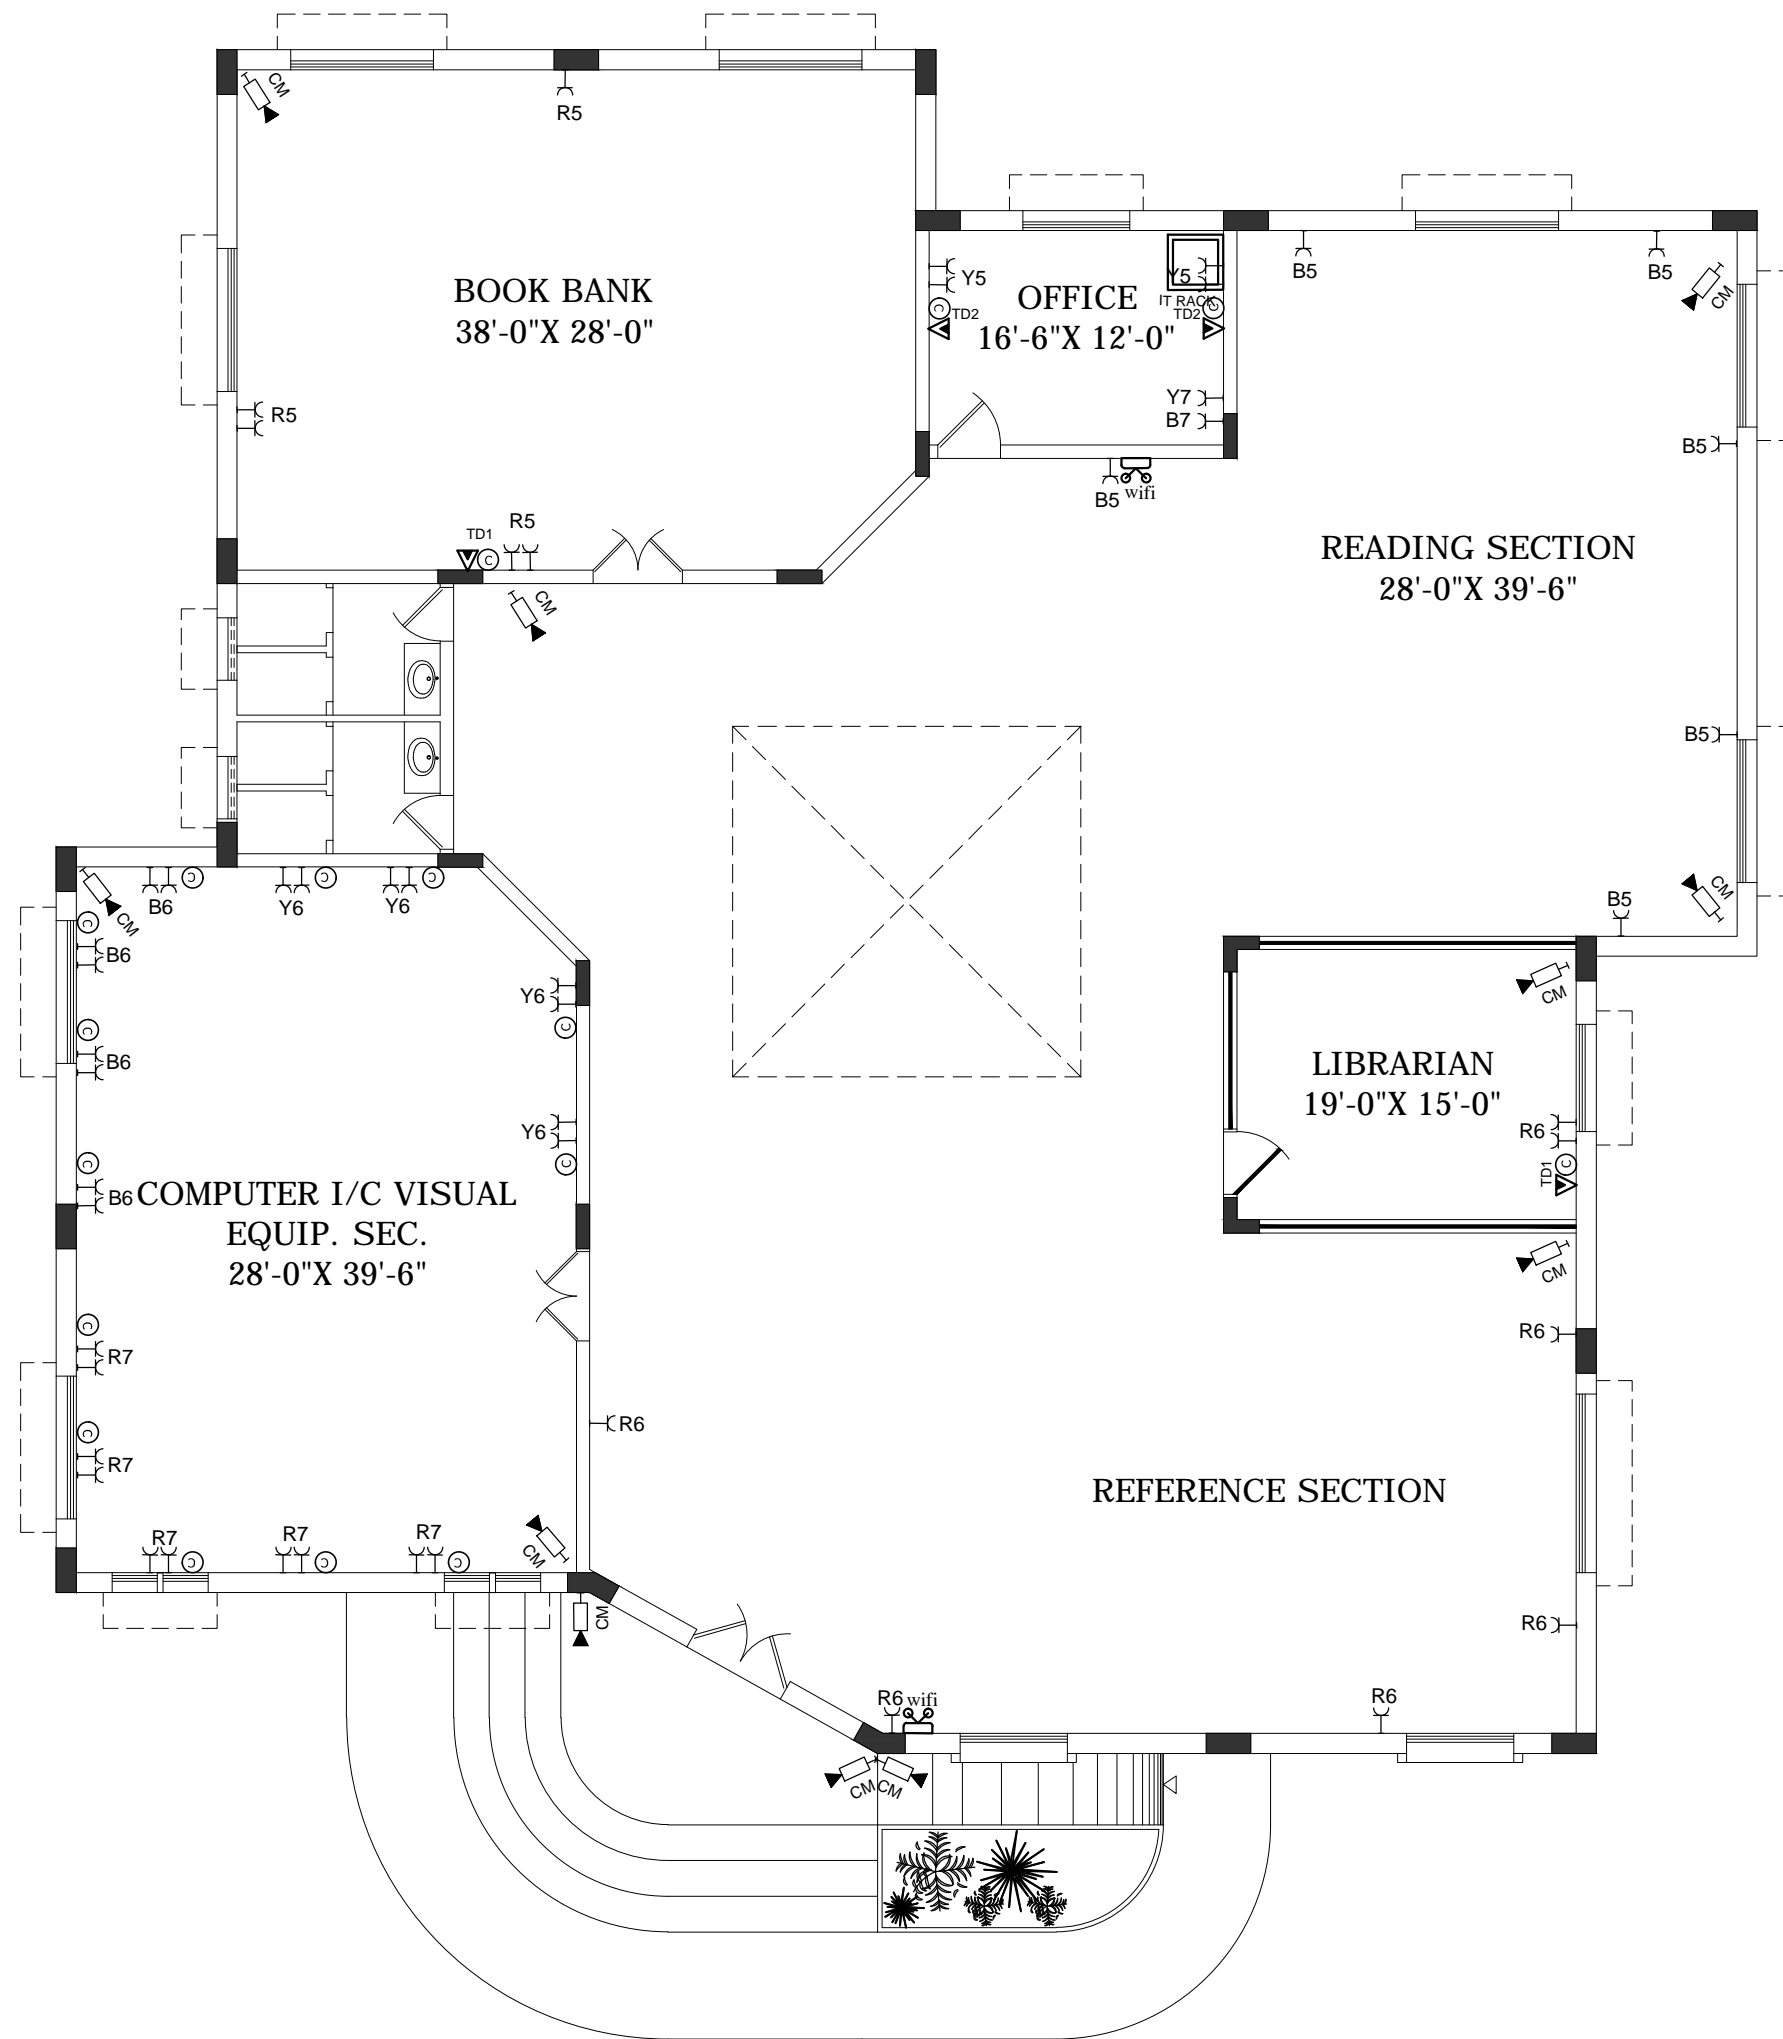 CM
R5
BOOK BANK
38'-0"X 28'-0"
Y5
Y5
IT RACK
C
TD2
TD2
C
OFFICE
16'-6"X 12'-0"
B5
B5
CM
R5
Y7
B7
B5
B5
wifi
TD1
C
R5
READING SECTION
28'-0"X 39'-6"
CM
B5
CM
B5
CM
B6
C
Y6
C
Y6
C
C
B6
C
B6
C
B6
Y6
C
Y6
C
COMPUTER I/C VISUAL
EQUIP. SEC.
28'-0"X 39'-6"
CM
LIBRARIAN
19'-0"X 15'-0"
R6
C
TD1
CM
R6
C
R7
C
R7
R6
REFERENCE SECTION
R7
C
R7
C
R7
C
CM
CM
R6
R6
wifi
R6
CM
CM